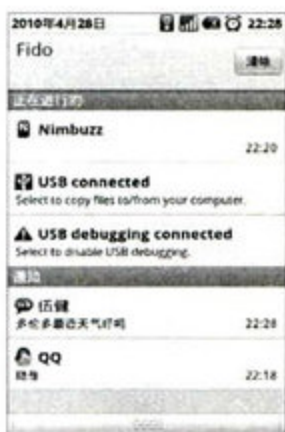 2010年4月28日 22:28
Fido
清除
正在进行的
Nimbuzz
22:20
USB connected
Select to copy files to/from your computer.
USB debugging connected
Select to disable USB debugging.
通知
伍健
多伦多最近天气好吗 22:28
QQ
隐身 22:18